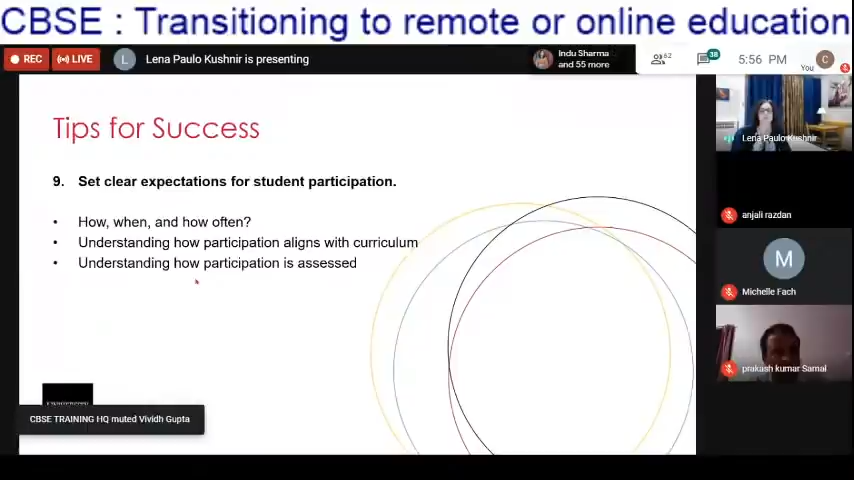 CBSE : Transitioning to remote or online education
REC
LIVE
L
Lena Paulo Kushnir is presenting
Indu Sharma
and 55 more
62
38
5:56 PM
You
C
Tips for Success
9. Set clear expectations for student participation.
• How, when, and how often?
• Understanding how participation aligns with curriculum
• Understanding how participation is assessed
CBSE TRAINING HQ muted Vividh Gupta
Lena Paulo Kushnir
anjali razdan
M
Michelle Fach
prakash kumar Samal